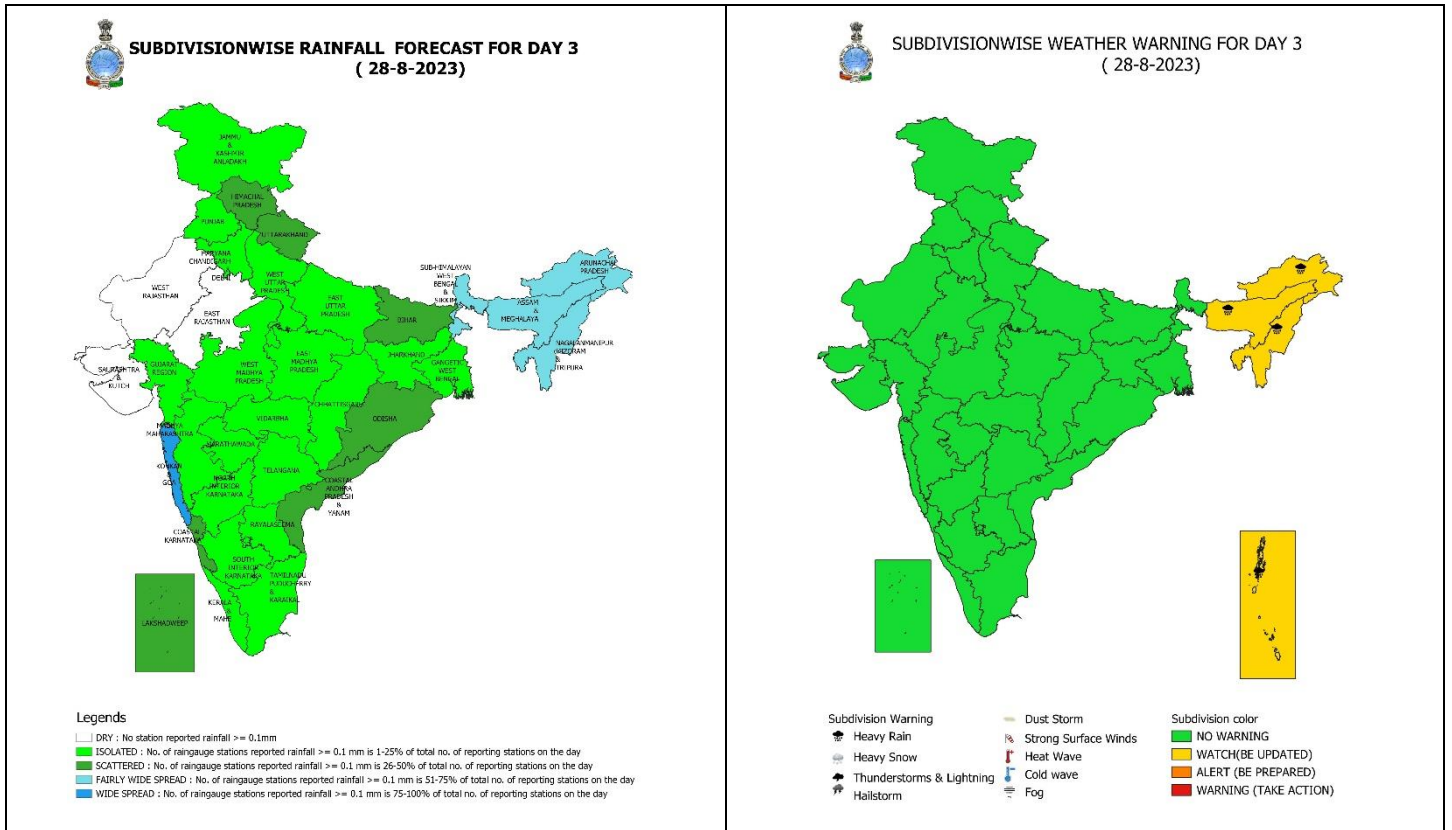 SUBDIVISIONWISE RAINFALL FORECAST FOR DAY 3
( 28-8-2023)
JAMMU
&
KASHMIR
ANLADAKH
HIMACHAL
PRADESH
PUNJAB
UTTARAKHAND
HARYANA
CHANDIGARH
DELHI
WEST
UTTAR
PRADESH
WEST
RAJASTHAN
EAST
RAJASTHAN
EAST
UTTAR
PRADESH
SUB-HIMALAYAN
WEST
BENGAL
&
SIKKIM
ARUNACHAL
PRADESH
ASSAM
&
MEGHALAYA
NAGALANMANIPUR
MIZORAM
&
TRIPURA
BIHAR
JHARKHAND
GANGETIC
WEST
BENGAL
SAURASHTRA
&
KUTCH
GUJARAT
REGION
WEST
MADHYA
PRADESH
EAST
MADHYA
PRADESH
CHHATTISGARH
ODISHA
VIDARBHA
MADHYA
MAHARASHTRA
MARATHAWADA
KONKAN
&
GOA
NORTH
INTERIOR
KARNATAKA
TELANGANA
COASTAL
ANDHRA
PRADESH
&
YANAM
RAYALASEEMA
COASTAL
KARNATAKA
SOUTH
INTERIOR
KARNATAKA
TAMILNADU
PUDUCHERRY
&
KARAIKAL
KERALA
&
MAHE
LAKSHADWEEP
Legends
DRY : No station reported rainfall >= 0.1mm
ISOLATED : No. of raingauge stations reported rainfall >= 0.1 mm is 1-25% of total no. of reporting stations on the day
SCATTERED : No. of raingauge stations reported rainfall >= 0.1 mm is 26-50% of total no. of reporting stations on the day
FAIRLY WIDE SPREAD : No. of raingauge stations reported rainfall >= 0.1 mm is 51-75% of total no. of reporting stations on the day
WIDE SPREAD : No. of raingauge stations reported rainfall >= 0.1 mm is 75-100% of total no. of reporting stations on the day
SUBDIVISIONWISE WEATHER WARNING FOR DAY 3
( 28-8-2023)
Subdivision Warning
Heavy Rain
Heavy Snow
Thunderstorms & Lightning
Hailstorm
Dust Storm
Strong Surface Winds
Heat Wave
Cold wave
Fog
Subdivision color
NO WARNING
WATCH(BE UPDATED)
ALERT (BE PREPARED)
WARNING (TAKE ACTION)